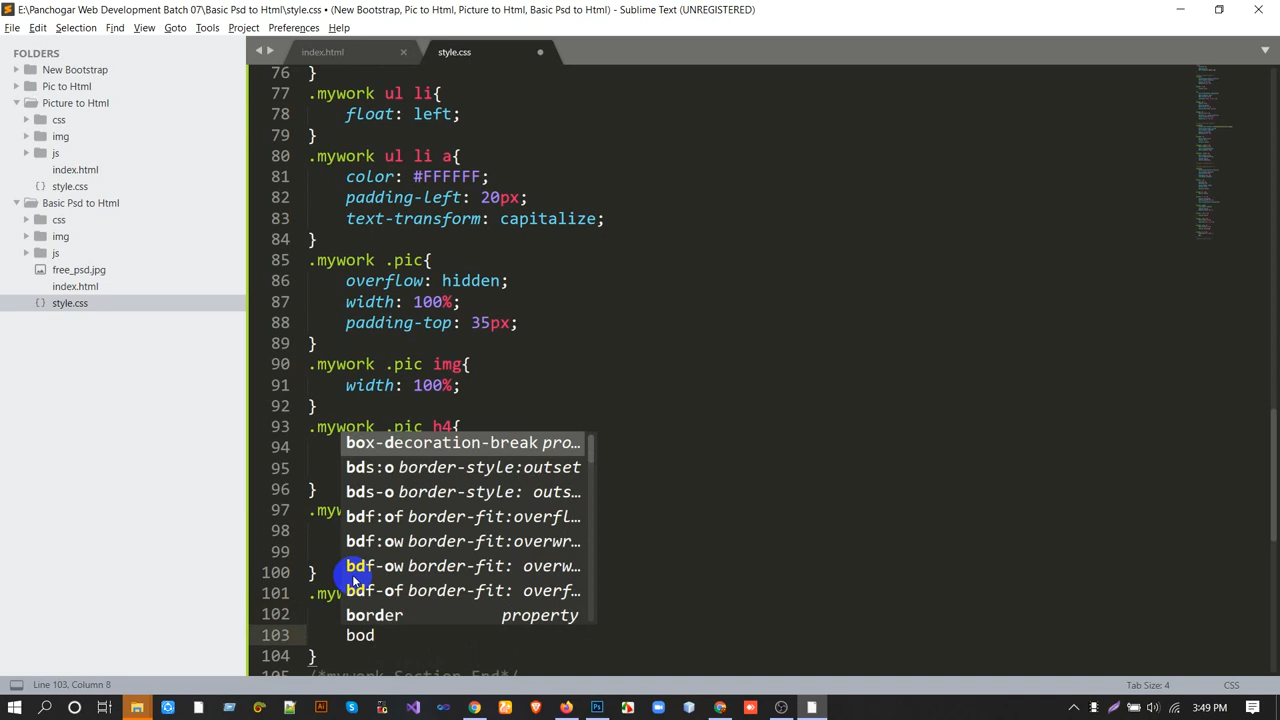 E:\Panchogar Web Development Batch 07\Basic Psd to Html\style.css • (New Bootstrap, Pic to Html, Picture to Html, Basic Psd to Html) - Sublime Text (UNREGISTERED)
File Edit Selection Find View Goto Tools Project Preferences Help
FOLDERS
New Bootstrap
Pic to Html
Picture to Html
css
img
js
index.html
style.css
Basic Psd to Html
css
img
js
free_psd.jpg
index.html
style.css
index.html style.css
76 }
77 .mywork ul li{
78 float: left;
79 }
80 .mywork ul li a{
81 color: #FFFFFF;
82 padding-left: 20px;
83 text-transform: capitalize;
84 }
85 .mywork .pic{
86 overflow: hidden;
87 width: 100%;
88 padding-top: 35px;
89 }
90 .mywork .pic img{
91 width: 100%;
92 }
93 .mywork .pic h4{
94
95
96 }
97 .myw
98
99
100 }
101 .myw
102
103 bod
104 }
105 /*mywork Section End*/
box-decoration-break pro…
bds:o border-style:outset
bds-o border-style: outs…
bdf:of border-fit:overfl…
bdf:ow border-fit:overwr…
bdf-ow border-fit: overw…
bdf-of border-fit: overf…
border property
Line 103, Column 8 Tab Size: 4 CSS
3:49 PM